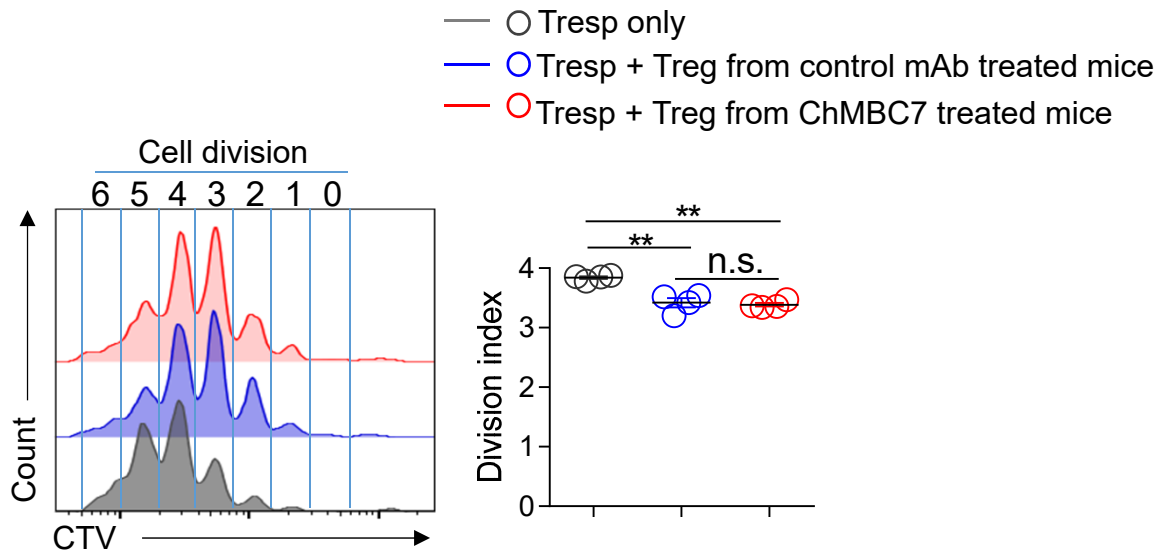 Tresp only
Tresp + Treg from control mAb treated mice
Tresp + Treg from ChMBC7 treated mice
Cell division
6 5 4 3 2 1 0
Count
CTV
**
**
n.s.
4
3
2
1
0
Division index